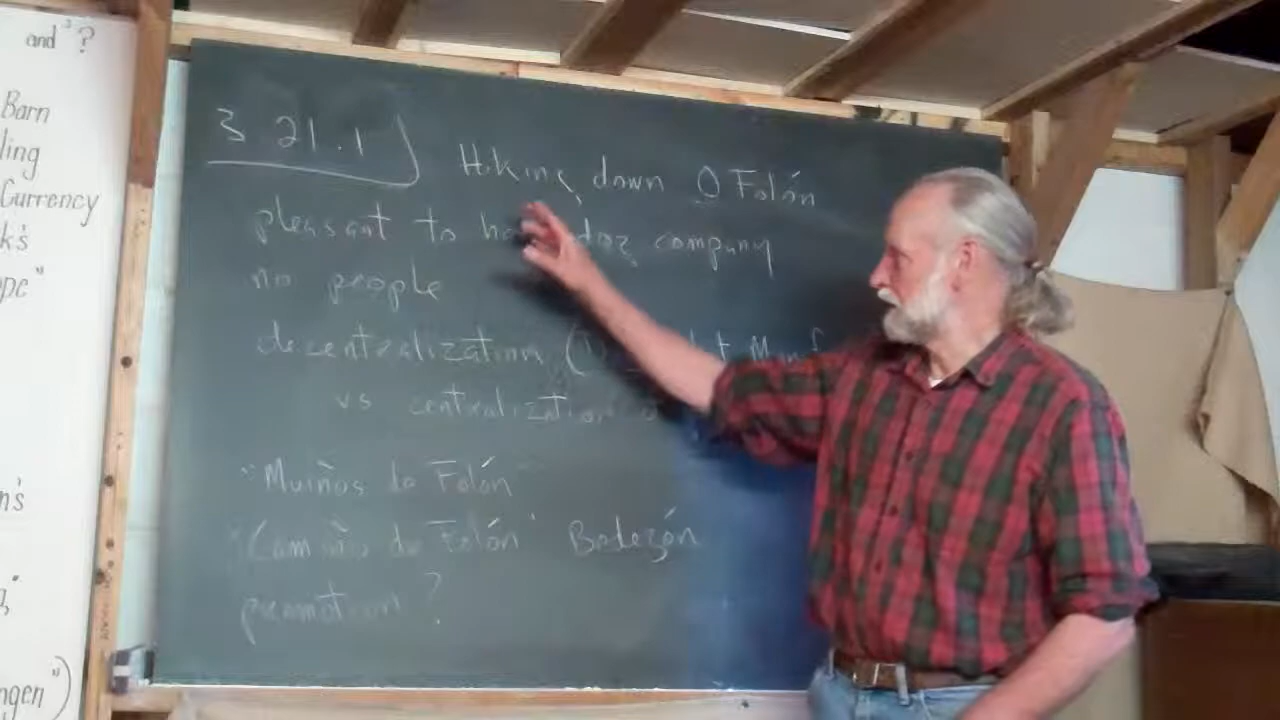 and ?
Barn
ling
Currency
k's
pe"
n's
ngen")
3.21.1) Hiking down O Folón
pleasant to dog company
no people
decentralization (1)
vs centralization
"Muiños do Folón"
"Camiño do Folón" Bodegón
promotion?